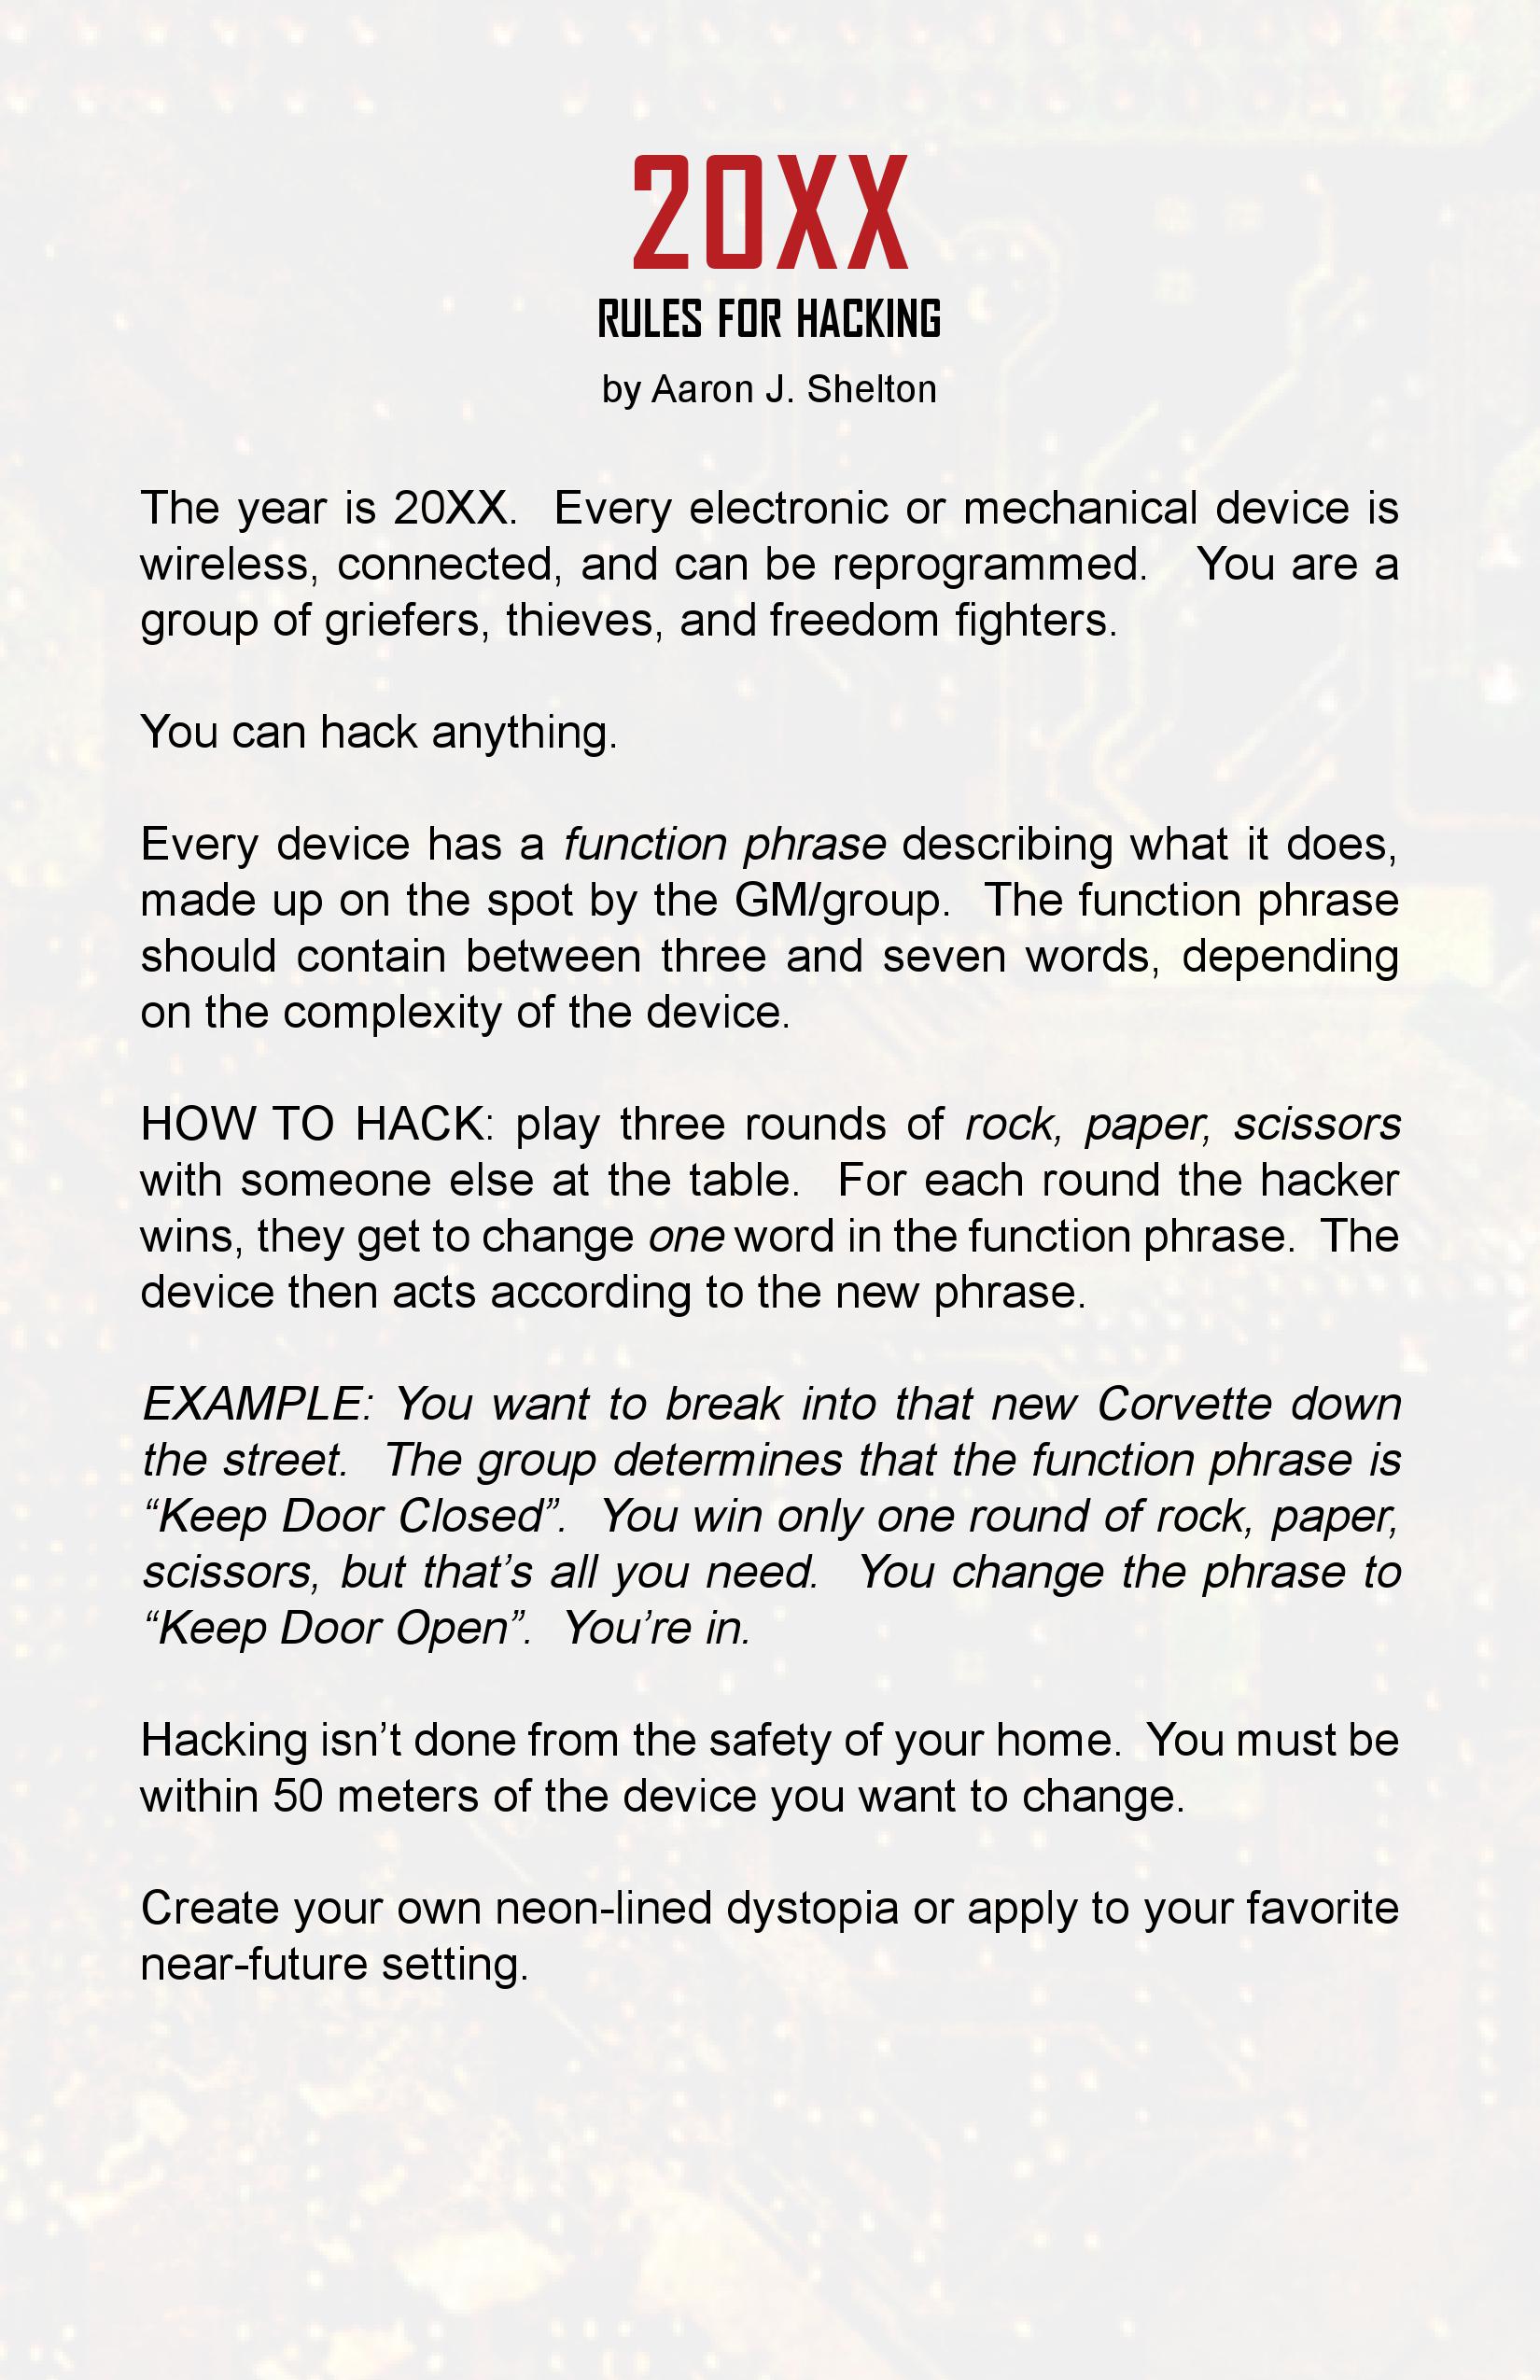 20XX
RULES FOR HACKING
by Aaron J. Shelton
The year is 20XX.  Every electronic or mechanical device is
wireless, connected, and can be reprogrammed.  You are a
group of griefers, thieves, and freedom fighters.
You can hack anything.
Every device has a function phrase describing what it does,
made up on the spot by the GM/group.  The function phrase
should contain between three and seven words, depending
on the complexity of the device.
HOW TO HACK: play three rounds of rock, paper, scissors
with someone else at the table.  For each round the hacker
wins, they get to change one word in the function phrase.  The
device then acts according to the new phrase.
EXAMPLE: You want to break into that new Corvette down
the street.  The group determines that the function phrase is
“Keep Door Closed”.  You win only one round of rock, paper,
scissors, but that’s all you need.  You change the phrase to
“Keep Door Open”.  You’re in.
Hacking isn’t done from the safety of your home.  You must be
within 50 meters of the device you want to change.
Create your own neon-lined dystopia or apply to your favorite
near-future setting.